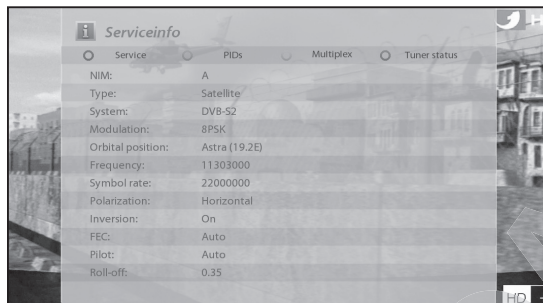 i Serviceinfo
Service PIDs Multiplex Tuner status
NIM: A
Type: Satellite
System: DVB-S2
Modulation: 8PSK
Orbital position: Astra (19.2E)
Frequency: 11303000
Symbol rate: 22000000
Polarization: Horizontal
Inversion: On
FEC: Auto
Pilot: Auto
Roll-off: 0.35
H
HD